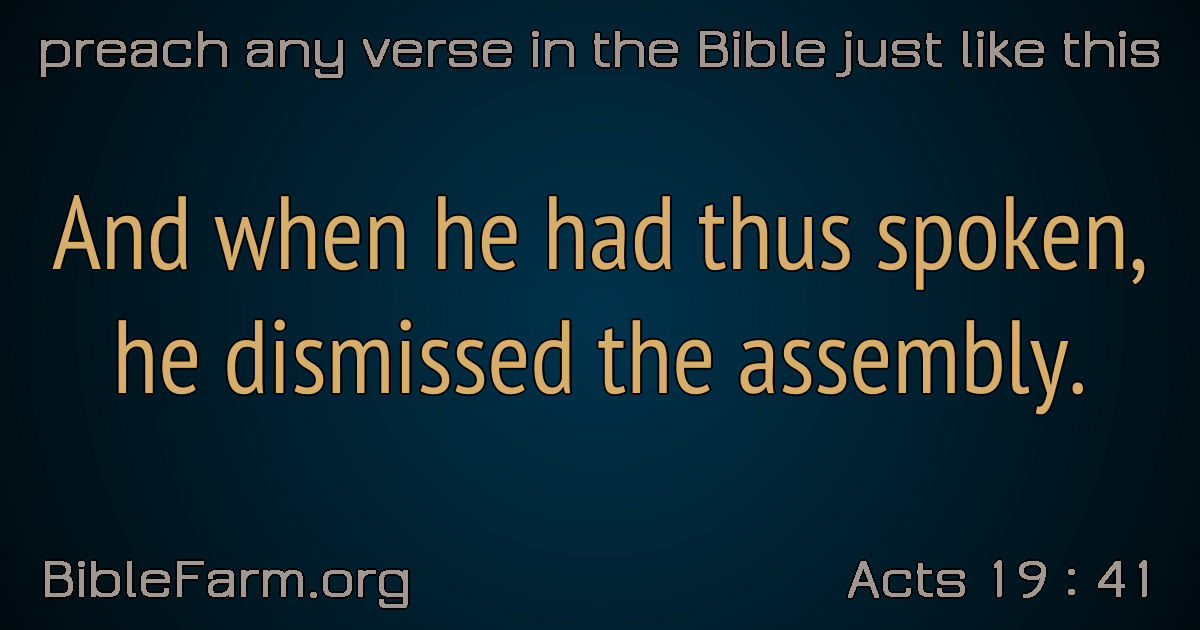 preach any verse in the Bible just like this
And when he had thus spoken,
he dismissed the assembly.
BibleFarm.org
Acts 19 : 41